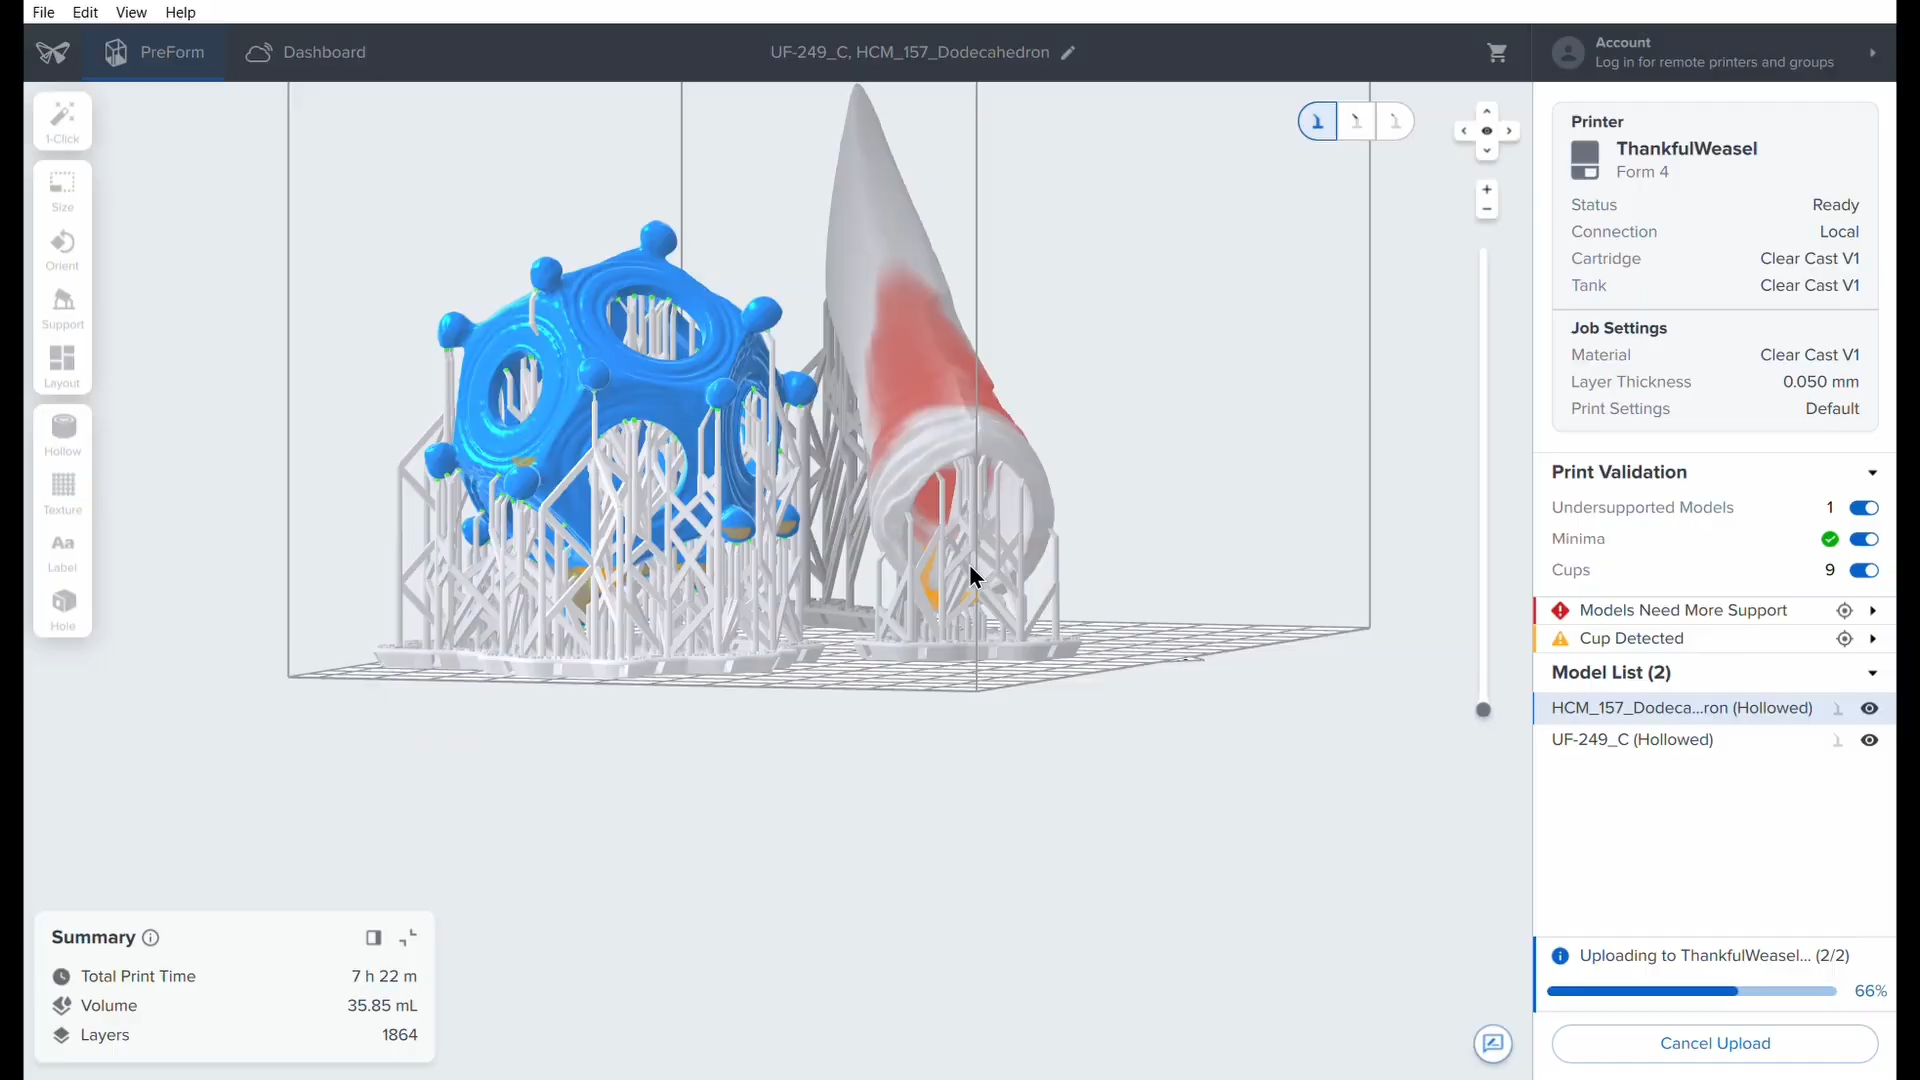 File Edit View Help
PreForm Dashboard UF-249_C, HCM_157_Dodecahedron
Account
Log in for remote printers and groups
1-Click
Size
Orient
Support
Layout
Hollow
Texture
Aa
Label
Hole
Printer
ThankfulWeasel
Form 4
Status Ready
Connection Local
Cartridge Clear Cast V1
Tank Clear Cast V1
Job Settings
Material Clear Cast V1
Layer Thickness 0.050 mm
Print Settings Default
Print Validation
Undersupported Models 1
Minima
Cups 9
Models Need More Support
Cup Detected
Model List (2)
HCM_157_Dodeca...ron (Hollowed)
UF-249_C (Hollowed)
Summary
Total Print Time 7 h 22 m
Volume 35.85 mL
Layers 1864
Uploading to ThankfulWeasel... (2/2)
66%
Cancel Upload